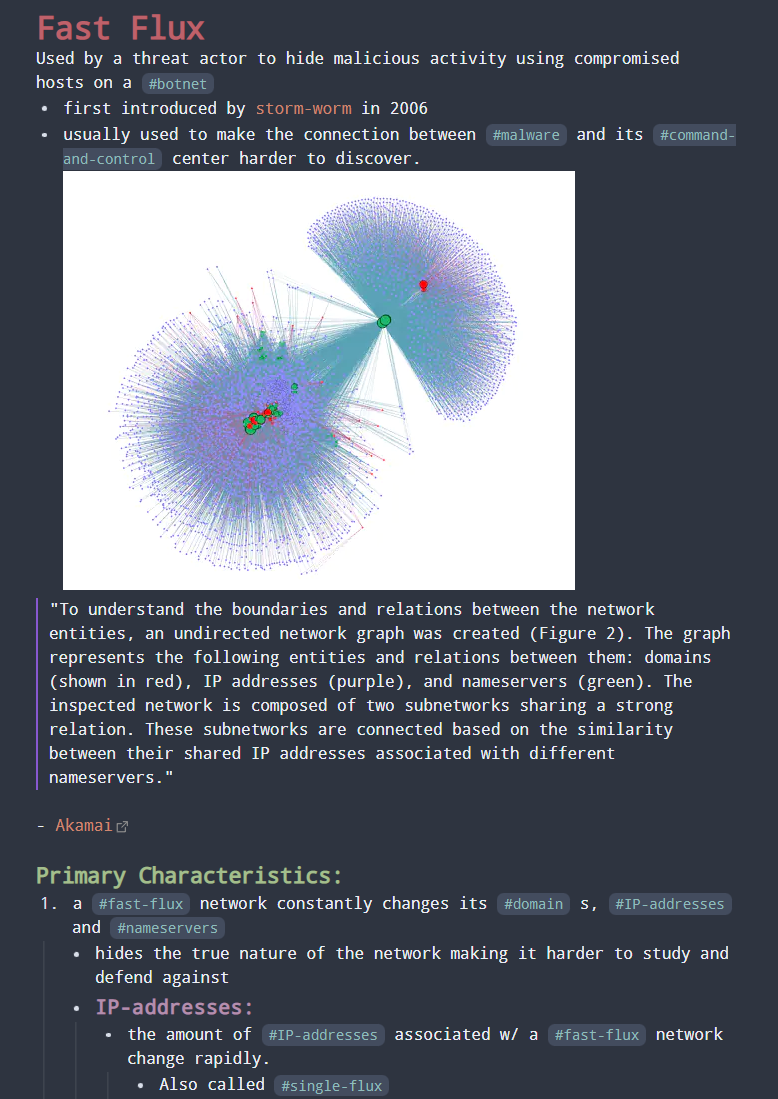 Fast Flux
Used by a threat actor to hide malicious activity using compromised
hosts on a #botnet
• first introduced by storm-worm in 2006
• usually used to make the connection between #malware and its #command-
and-control center harder to discover.
"To understand the boundaries and relations between the network
entities, an undirected network graph was created (Figure 2). The graph
represents the following entities and relations between them: domains
(shown in red), IP addresses (purple), and nameservers (green). The
inspected network is composed of two subnetworks sharing a strong
relation. These subnetworks are connected based on the similarity
between their shared IP addresses associated with different
nameservers."
- Akamai
Primary Characteristics:
1. a #fast-flux network constantly changes its #domain s, #IP-addresses
and #nameservers
• hides the true nature of the network making it harder to study and
defend against
• IP-addresses:
• the amount of #IP-addresses associated w/ a #fast-flux network
change rapidly.
• Also called #single-flux